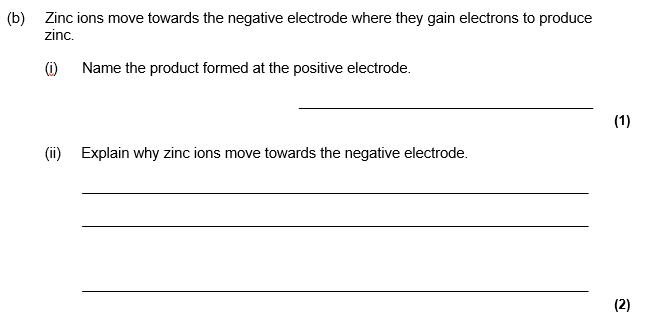 (b) Zinc ions move towards the negative electrode where they gain electrons to produce
zinc.
(i) Name the product formed at the positive electrode.
(1)
(ii) Explain why zinc ions move towards the negative electrode.
(2)